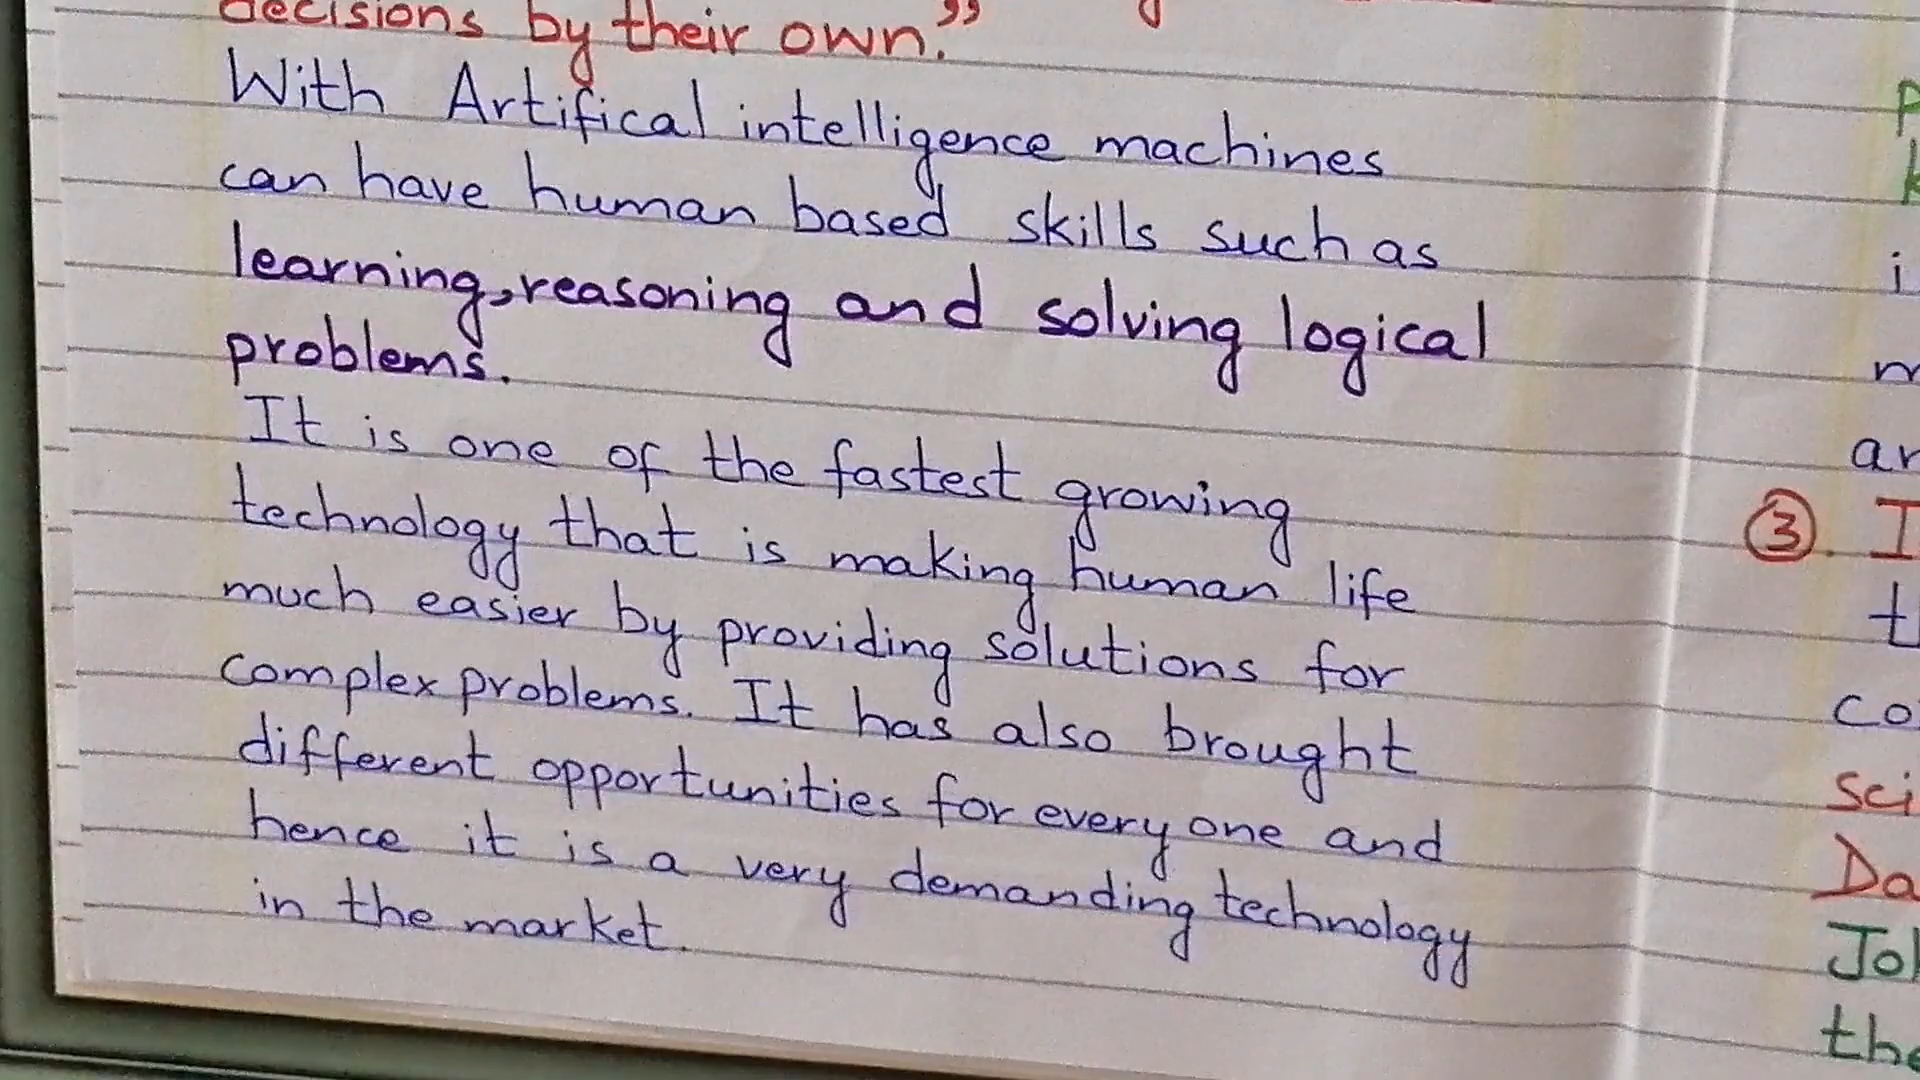 decisions by their own."
With Artifical intelligence machines
can have human based skills such as
learning,reasoning and solving logical
problems.
It is one of the fastest growing
technology that is making human life
much easier by providing solutions for
complex problems. It has also brought
different opportunities for every one and
hence it is a very demanding technology
in the market.
③. I